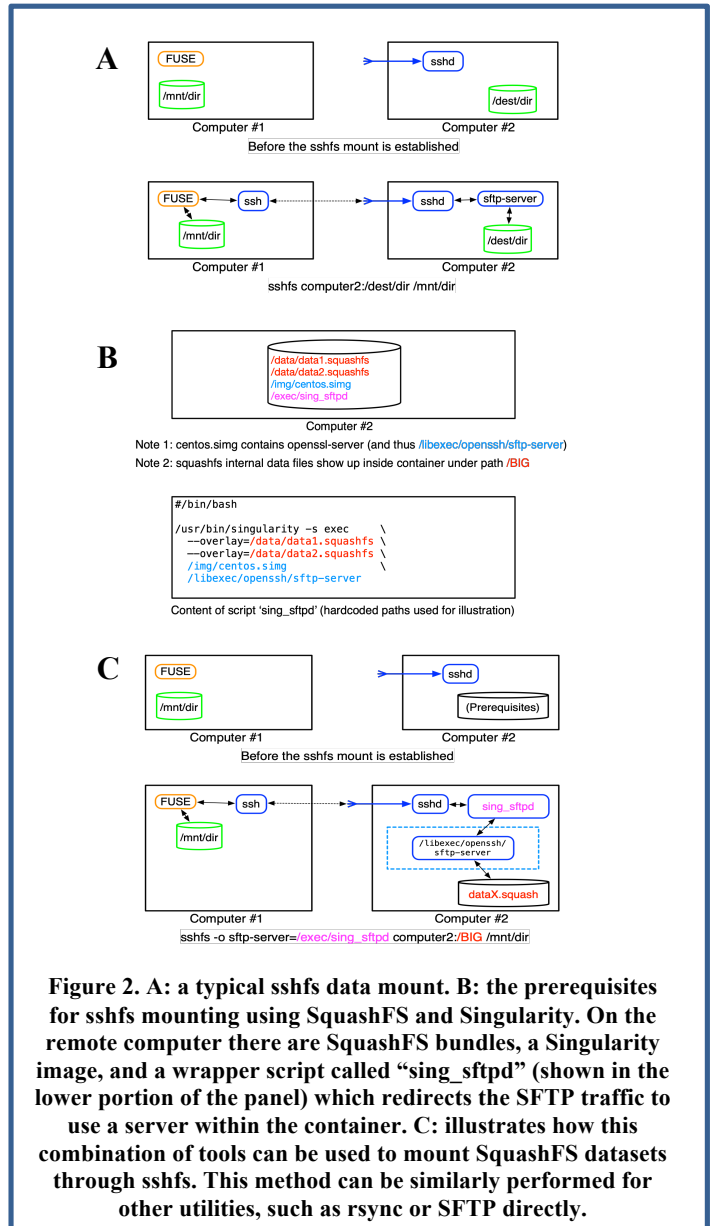 A
FUSE
sshd
/mnt/dir
/dest/dir
Computer #1
Computer #2
Before the sshfs mount is established
FUSE
ssh
sshd
sftp-server
/mnt/dir
/dest/dir
Computer #1
Computer #2
sshfs computer2:/dest/dir /mnt/dir
B
/data/data1.squashfs
/data/data2.squashfs
/img/centos.simg
/exec/sing_sftpd
Computer #2
Note 1: centos.simg contains openssl-server (and thus /libexec/openssh/sftp-server)
Note 2: squashfs internal data files show up inside container under path /BIG
#/bin/bash
/usr/bin/singularity -s exec \
--overlay=/data/data1.squashfs \
--overlay=/data/data2.squashfs \
/img/centos.simg \
/libexec/openssh/sftp-server
Content of script ‘sing_sftpd’ (hardcoded paths used for illustration)
C
FUSE
sshd
/mnt/dir
(Prerequisites)
Computer #1
Computer #2
Before the sshfs mount is established
FUSE
ssh
sshd
sing_sftpd
/mnt/dir
/libexec/openssh/
sftp-server
dataX.squash
Computer #1
Computer #2
sshfs -o sftp-server=/exec/sing_sftpd computer2:/BIG /mnt/dir
Figure 2. A: a typical sshfs data mount. B: the prerequisites
for sshfs mounting using SquashFS and Singularity. On the
remote computer there are SquashFS bundles, a Singularity
image, and a wrapper script called “sing_sftpd” (shown in the
lower portion of the panel) which redirects the SFTP traffic to
use a server within the container. C: illustrates how this
combination of tools can be used to mount SquashFS datasets
through sshfs. This method can be similarly performed for
other utilities, such as rsync or SFTP directly.